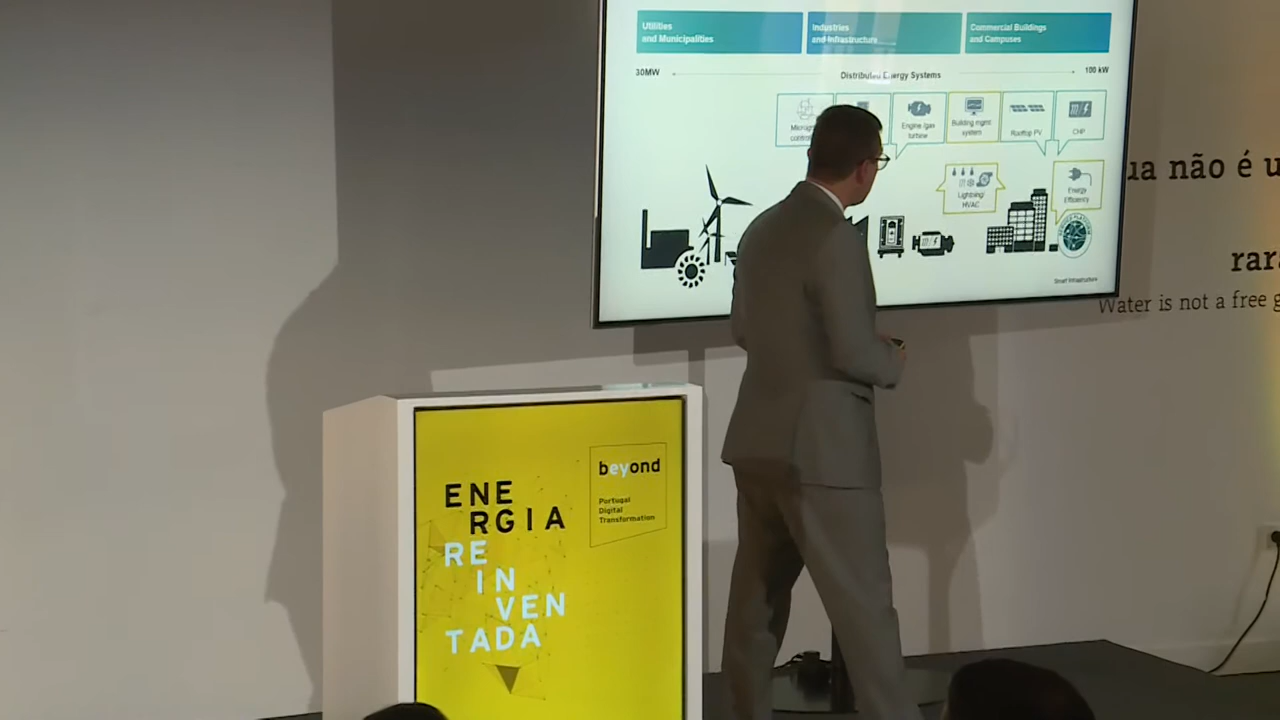 Utilities
and Municipalities
Industries
and Infrastructure
Commercial Buildings
and Campuses
30MW
Distributed Energy Systems
100 kW
Engine /gas
turbine
Building mgmt
system
Rooftop PV
CHP
Lightning/
HVAC
Energy
Efficiency
Smart Infrastructure
ua não é u
rara
Water is not a free g
beyond
Portugal
Digital
Transformation
ENE
RGIA
RE
IN
VEN
TADA